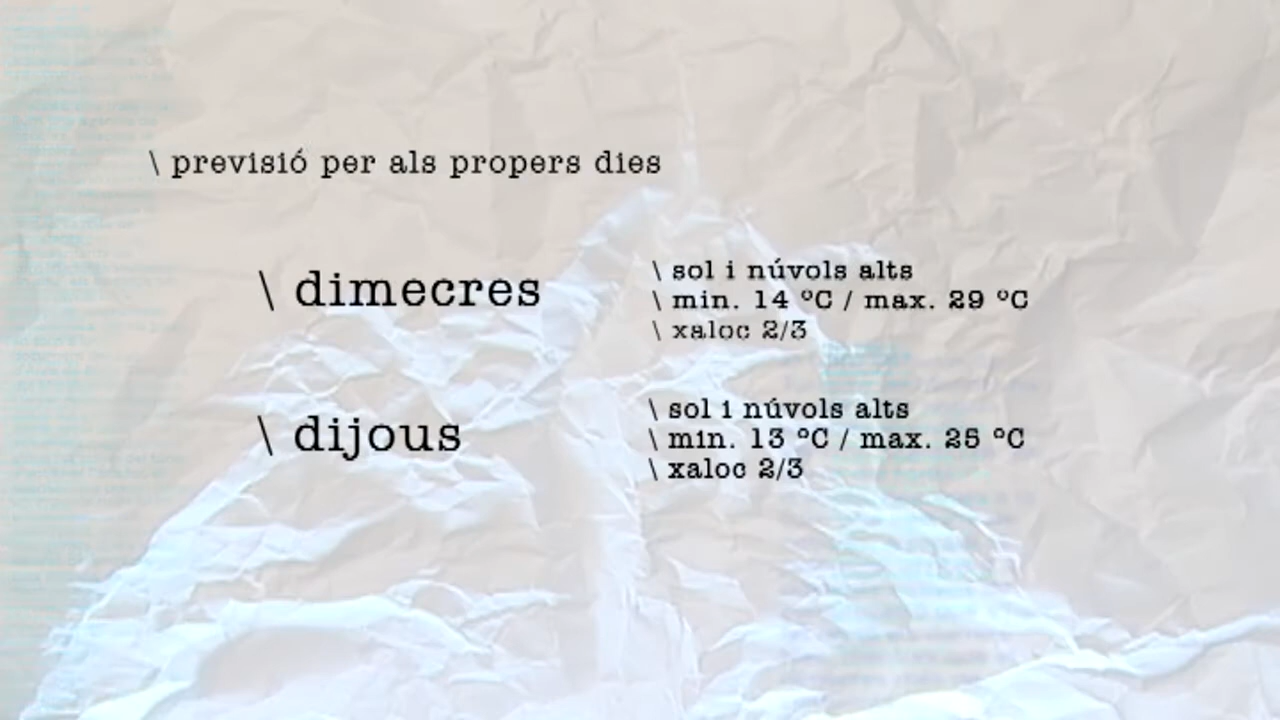 \ previsió per als propers dies
\ dimecres
\ sol i núvols alts
\ min. 14 ºC / max. 29 ºC
\ xaloc 2/3
\ dijous
\ sol i núvols alts
\ min. 13 ºC / max. 25 ºC
\ xaloc 2/3